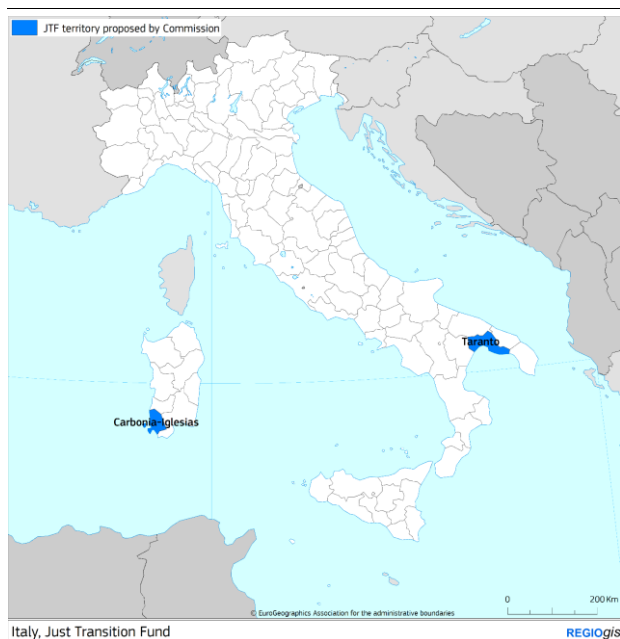 JTF territory proposed by Commission
Taranto
Carbonia-Iglesias
0 200 Km
© EuroGeographics Association for the administrative boundaries
Italy, Just Transition Fund
REGIOgis